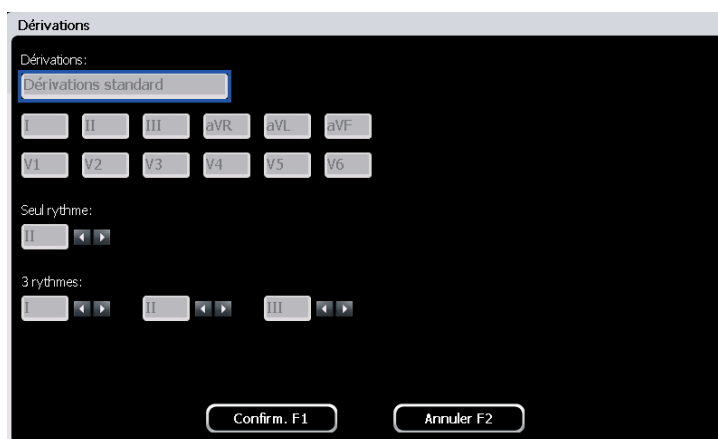 Dérivations
Dérivations:
Dérivations standard
I II III aVR aVL aVF
V1 V2 V3 V4 V5 V6
Seul rythme:
II
3 rythmes:
I II III
Confirm. F1 Annuler F2